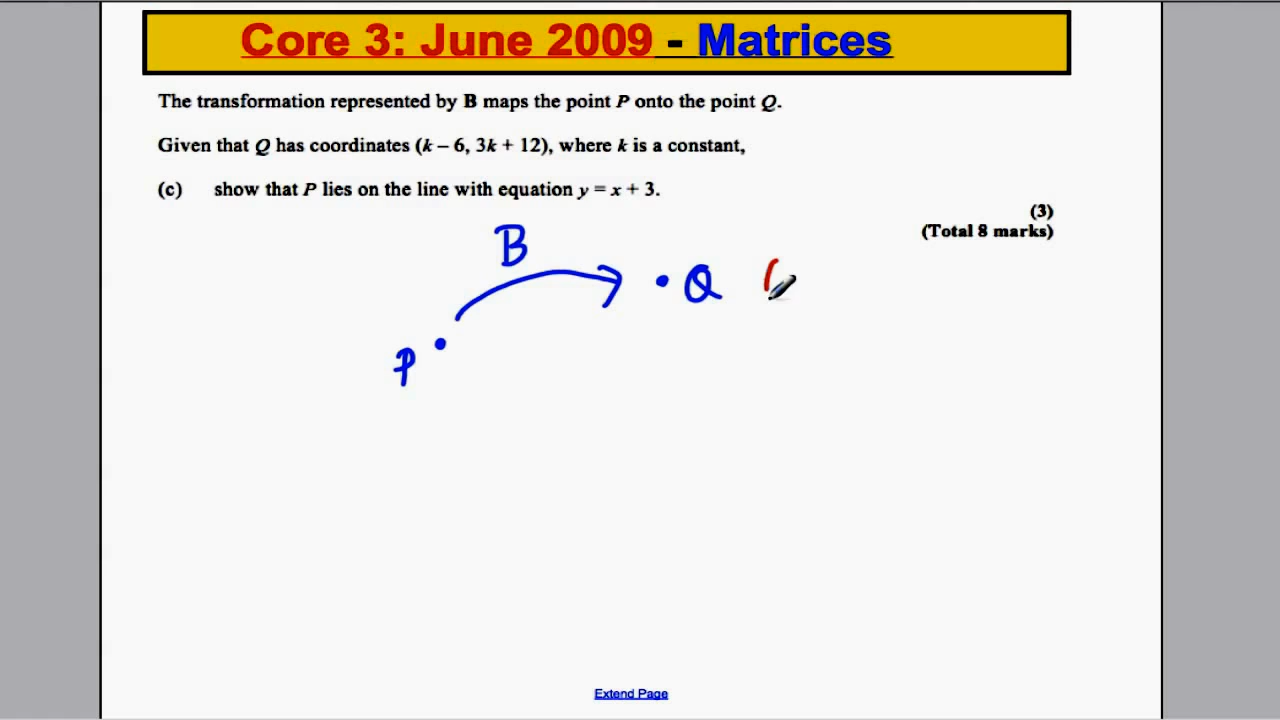 Core 3: June 2009 - Matrices
The transformation represented by B maps the point P onto the point Q.
Given that Q has coordinates (k – 6, 3k + 12), where k is a constant,
(c) show that P lies on the line with equation y = x + 3.
(3)
(Total 8 marks)
B
Q (
P
Extend Page